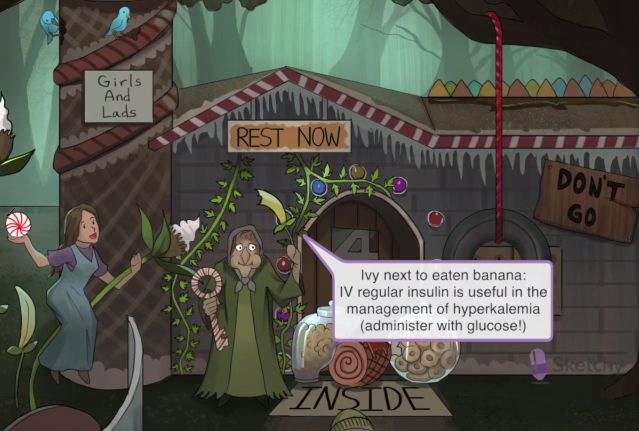 Girls
And
Lads
REST NOW
DON'T
GO
4
Ivy next to eaten banana:
IV regular insulin is useful in the
management of hyperkalemia
(administer with glucose!)
Sketchy
INSIDE